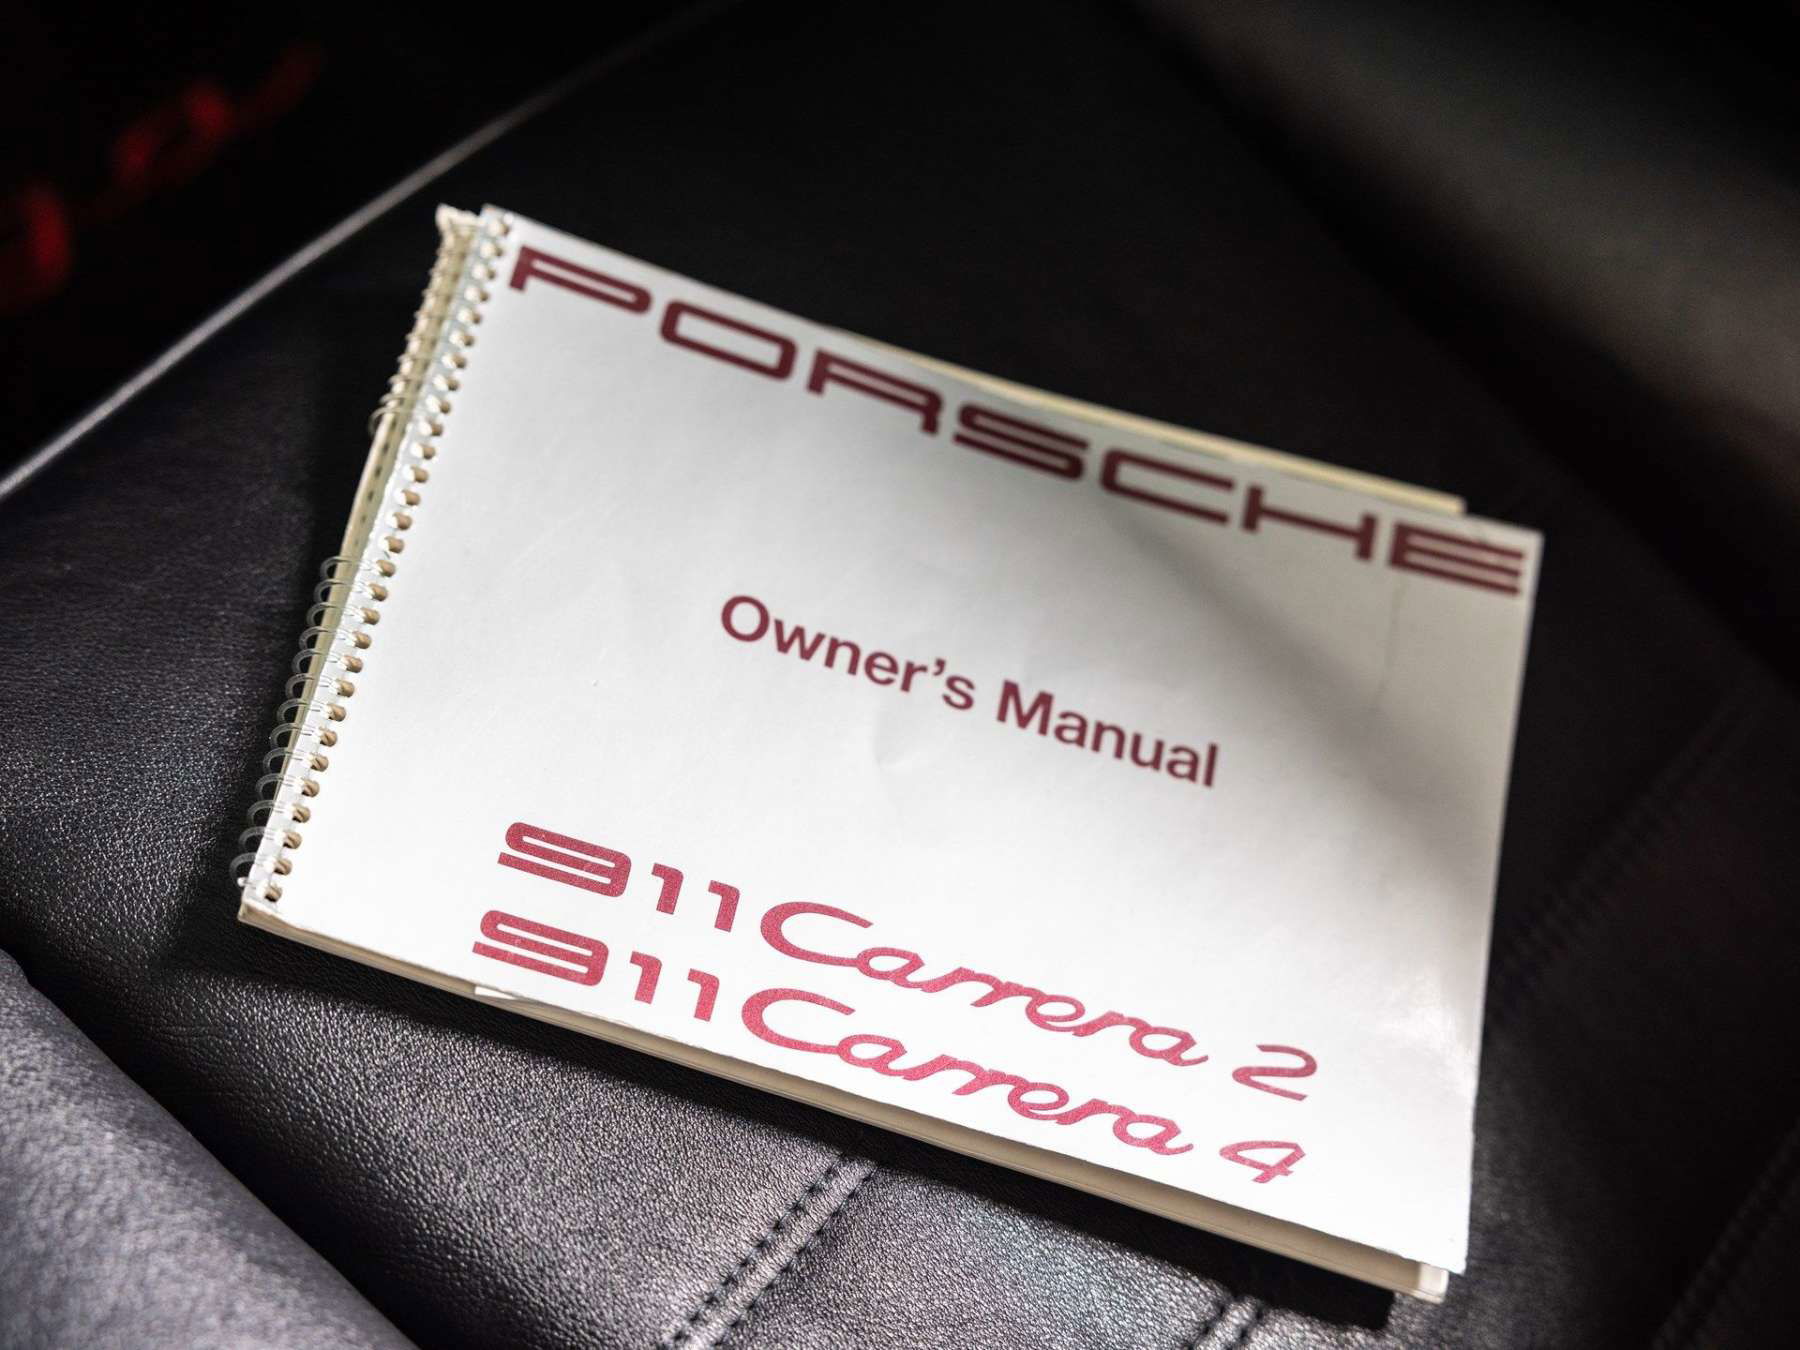 PORSCHE
Owner’s Manual
911 Carrera 2
911 Carrera 4